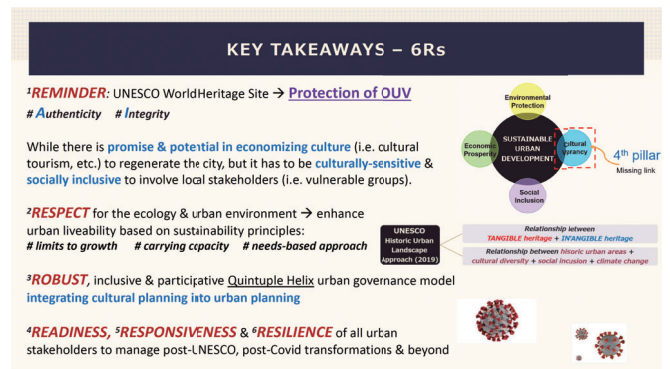 KEY TAKEAWAYS – 6Rs
¹REMINDER: UNESCO WorldHeritage Site → Protection of OUV
# Authenticity # Integrity
While there is promise & potential in economizing culture (i.e. cultural
tourism, etc.) to regenerate the city, but it has to be culturally-sensitive &
socially inclusive to involve local stakeholders (i.e. vulnerable groups).
²RESPECT for the ecology & urban environment → enhance
urban liveability based on sustainability principles:
# limits to growth # carrying capacity # needs-based approach
³ROBUST, inclusive & participative Quintuple Helix urban governance model
integrating cultural planning into urban planning
⁴READINESS, ⁵RESPONSIVENESS & ⁶RESILIENCE of all urban
stakeholders to manage post-UNESCO, post-Covid transformations & beyond
Environmental
Protection
Economic
Prosperity
SUSTAINABLE
URBAN
DEVELOPMENT
Cultural
Vibrancy
Social
Inclusion
4th pillar
Missing link
UNESCO
Historic Urban
Landscape
Approach (2019)
Relationship between
TANGIBLE heritage + INTANGIBLE heritage
Relationship between hisoric urban areas +
cultural diversity + social incusion + climate change